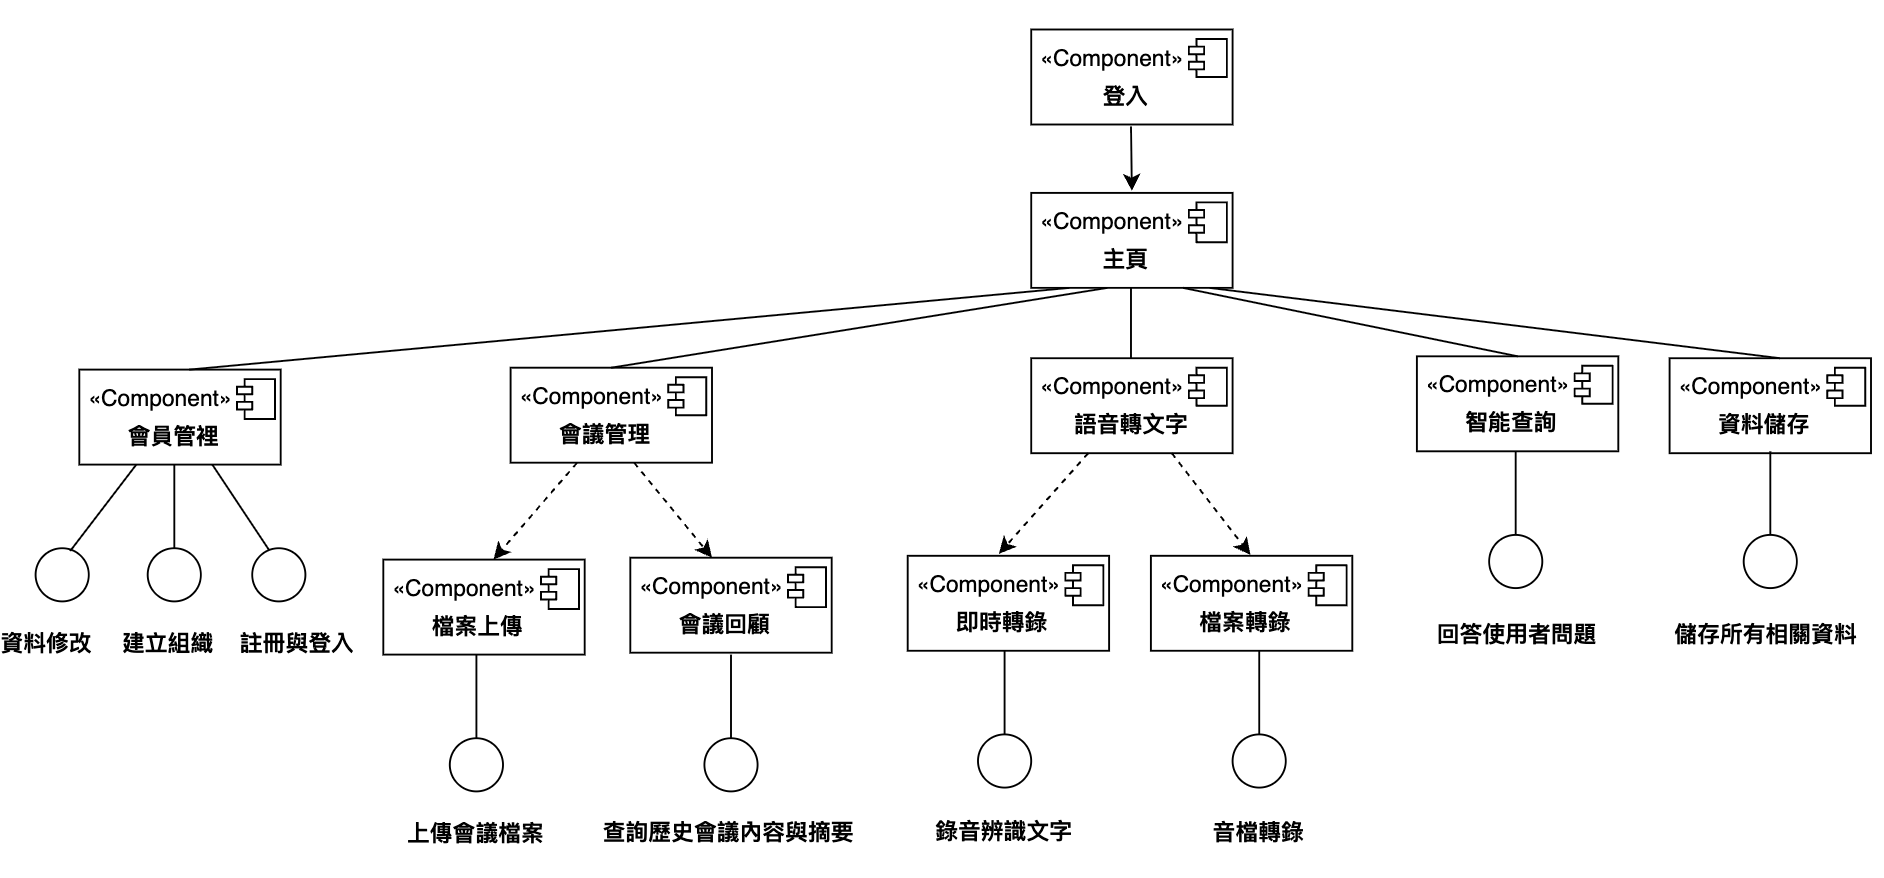 «Component»
登入
«Component»
主頁
«Component»
會員管裡
«Component»
會議管理
«Component»
語音轉文字
«Component»
智能查詢
«Component»
資料儲存
«Component»
檔案上傳
«Component»
會議回顧
«Component»
即時轉錄
«Component»
檔案轉錄
資料修改
建立組織
註冊與登入
回答使用者問題
儲存所有相關資料
上傳會議檔案
查詢歷史會議內容與摘要
錄音辨識文字
音檔轉錄